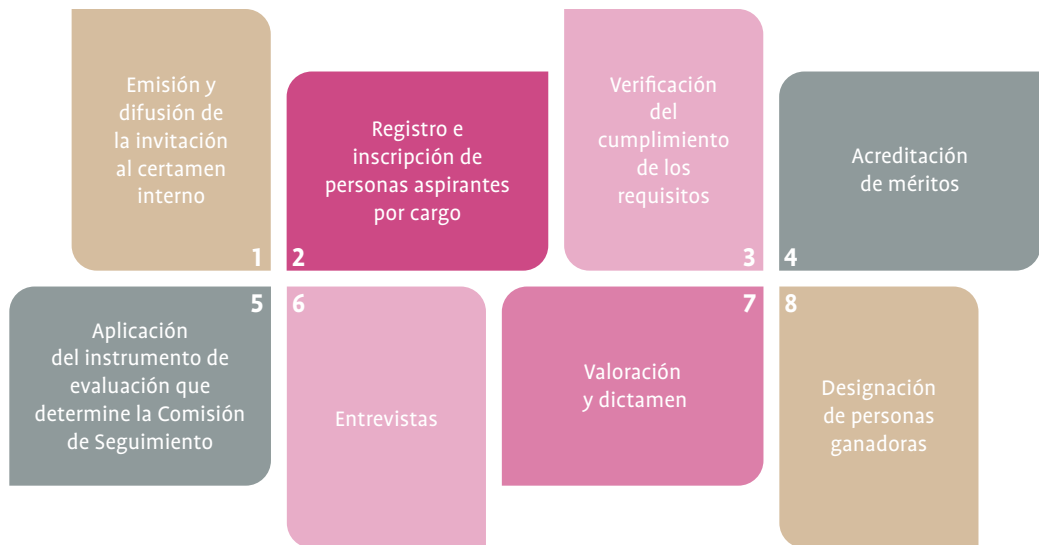 Emisión y
difusión de
la invitación
al certamen
interno
1
2
Registro e
inscripción de
personas aspirantes
por cargo
Verificación
del
cumplimiento
de los
requisitos
3
4
Acreditación
de méritos
5
Aplicación
del instrumento de
evaluación que
determine la Comisión
de Seguimiento
6
Entrevistas
7
Valoración
y dictamen
8
Designación
de personas
ganadoras